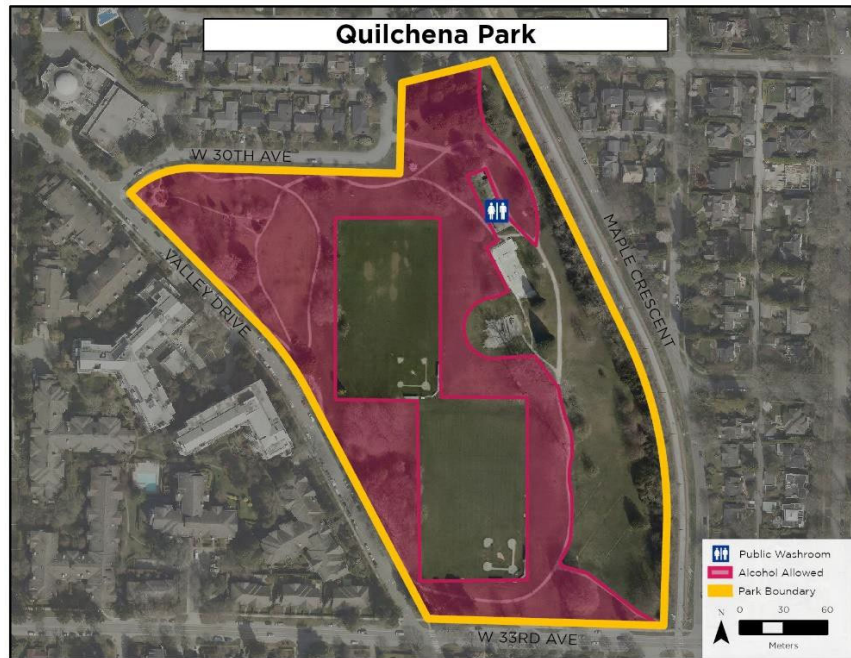 Quilchena Park
W 30TH AVE
VALLEY DRIVE
MAPLE CRESCENT
W 33RD AVE
Public Washroom
Alcohol Allowed
Park Boundary
N
0 30 60
Meters